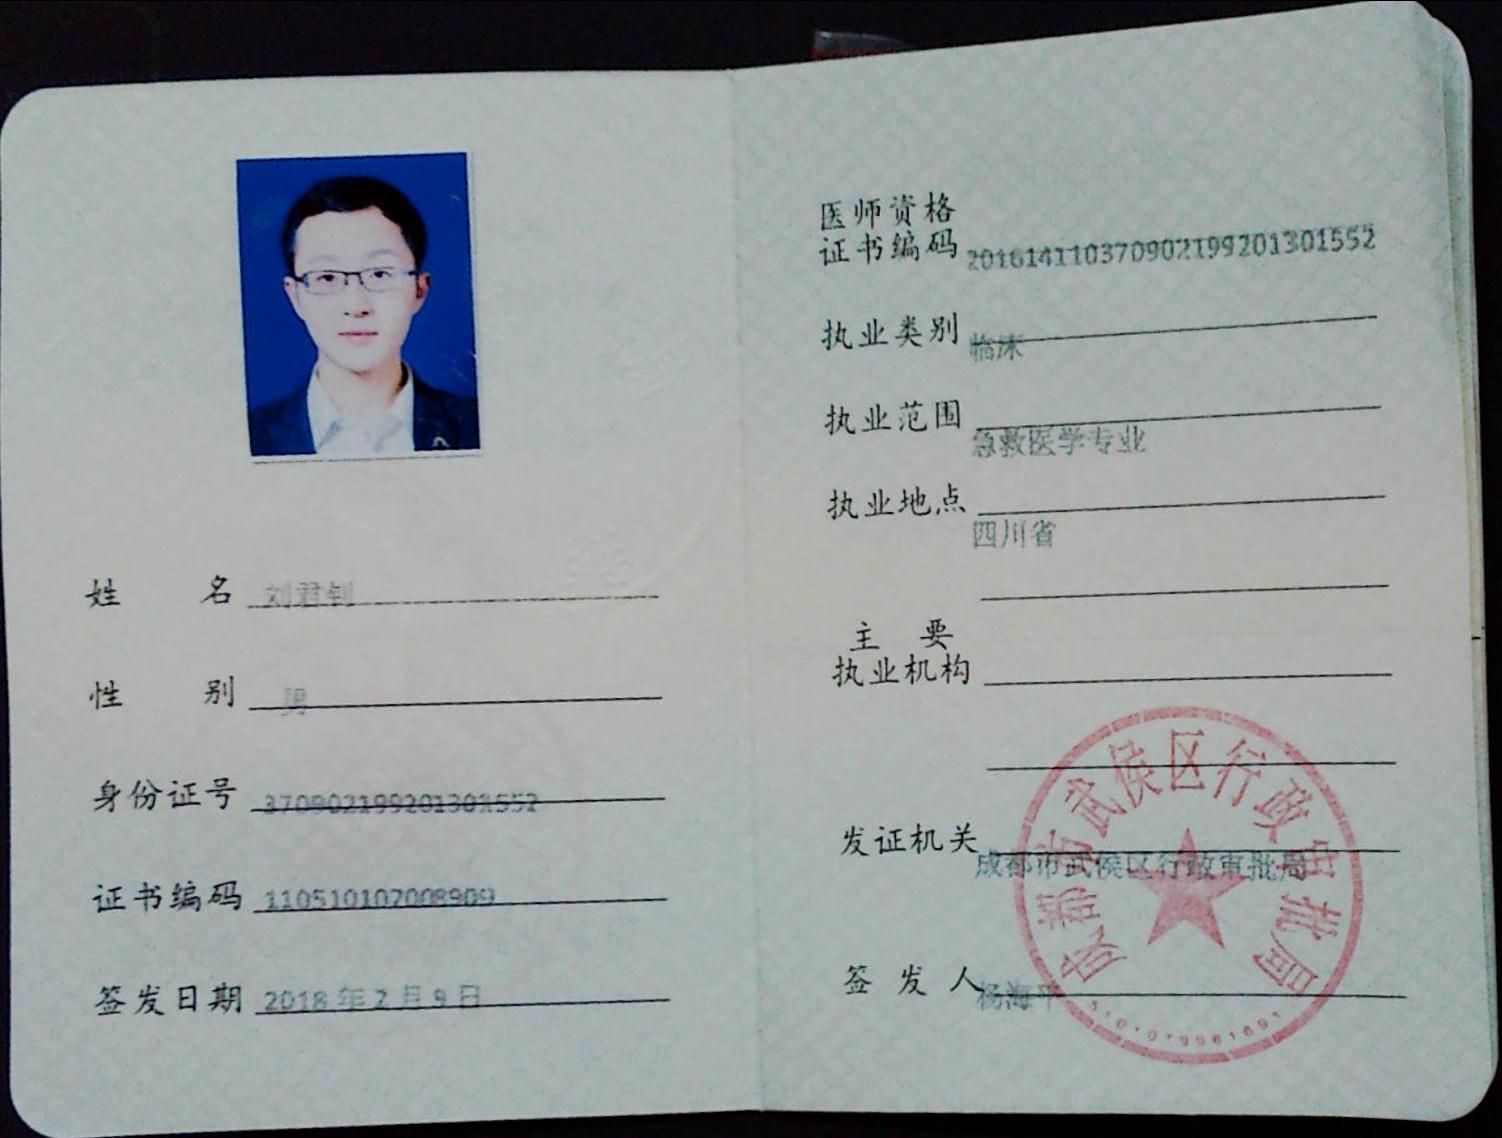 姓名 刘君钊
性别 男
身份证号 370902199201301552
证书编码 110510107008909
签发日期 2018年2月9日
医师资格
证书编码 201614110370902199201301552
执业类别 临床
执业范围 急救医学专业
执业地点 四川省
主要
执业机构
发证机关 成都市武侯区行政审批局
签发人 杨海平
成都市武侯区行政审批局